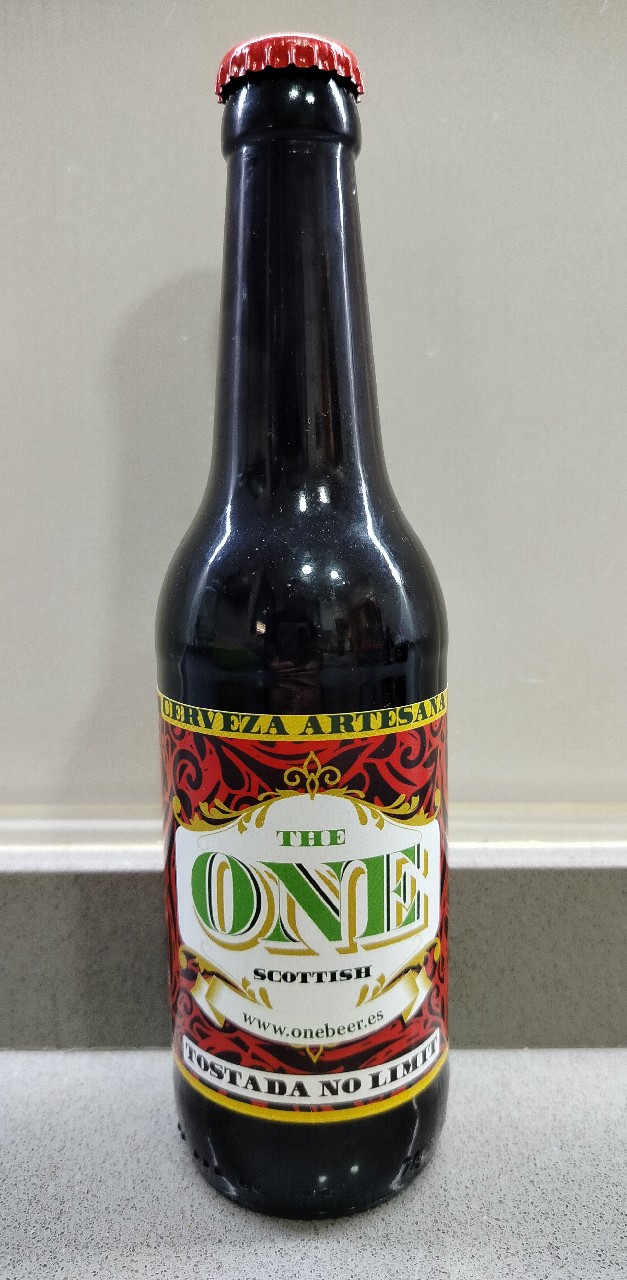 CERVEZA ARTESANA
THE
ONE
SCOTTISH
www.onebeer.es
TOSTADA NO LIMIT